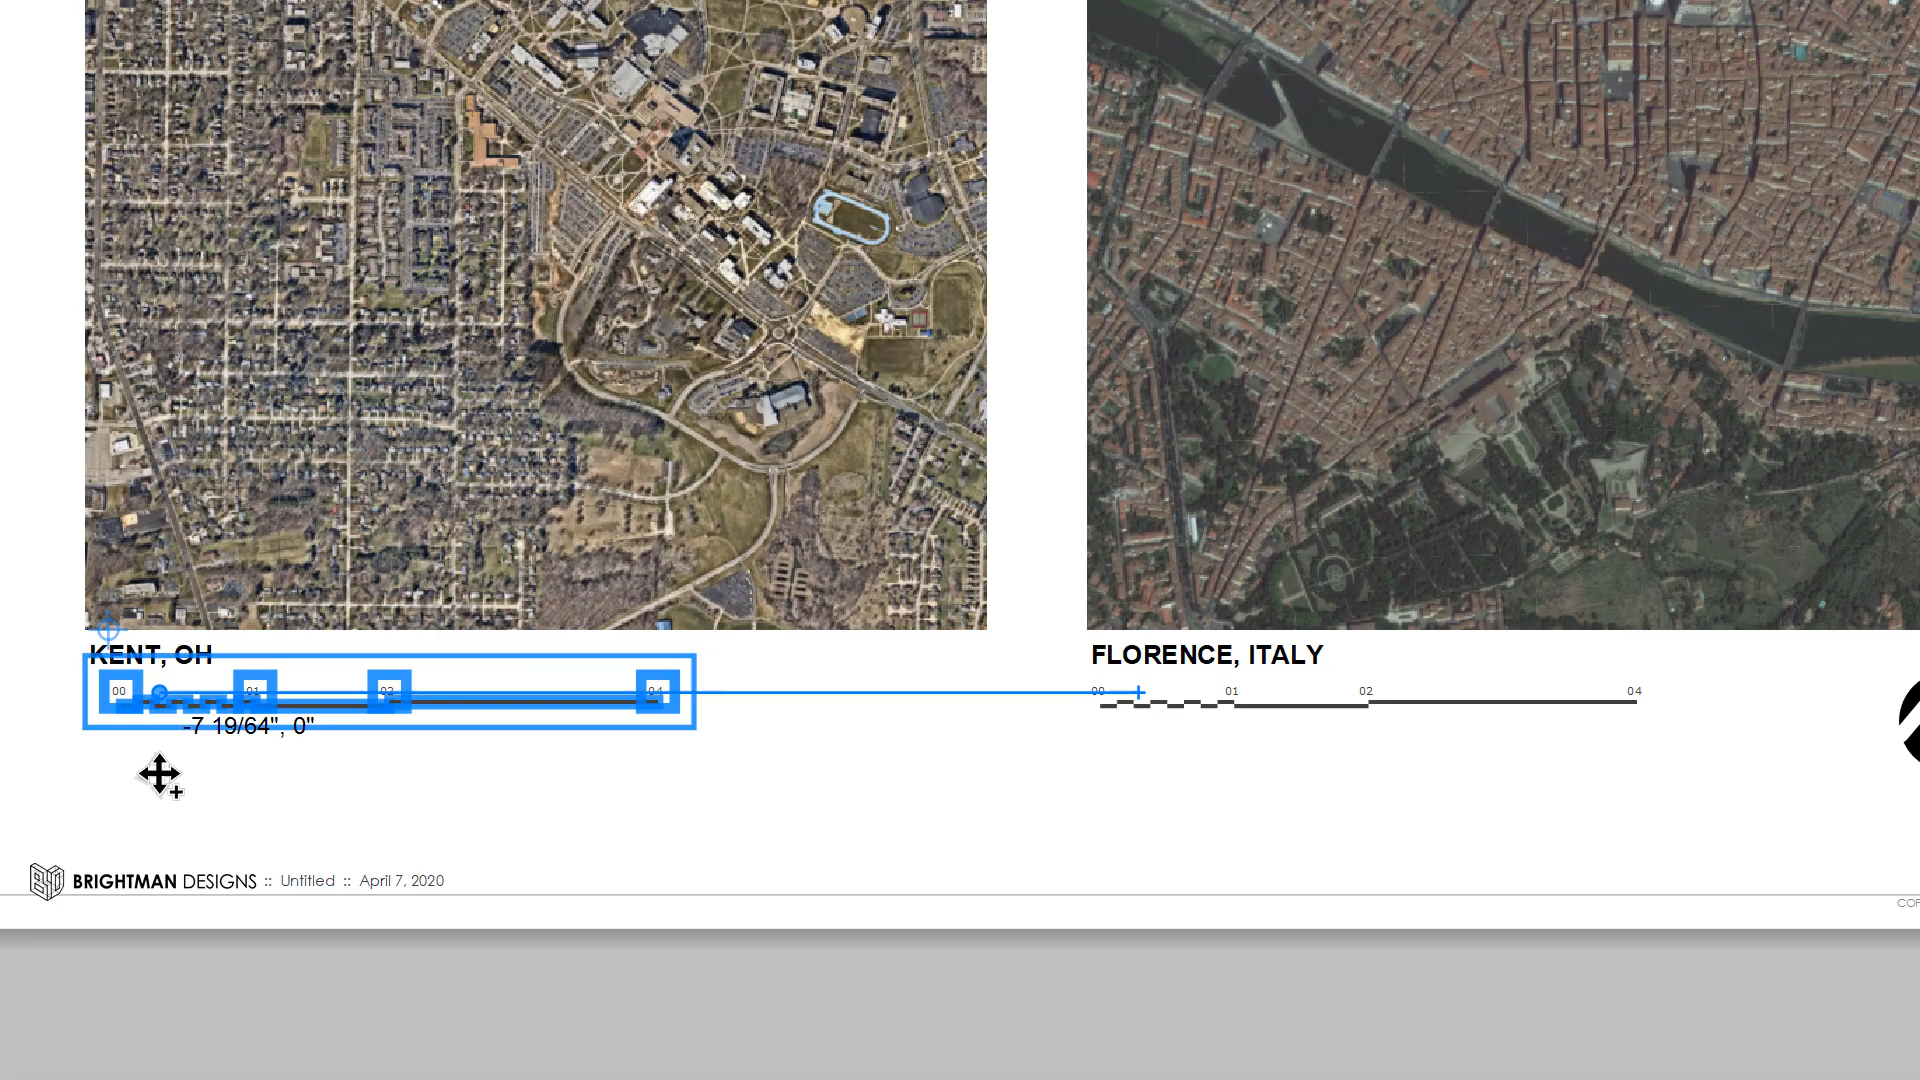 KENT, OH
00 01 02 04
-7 19/64", 0"
FLORENCE, ITALY
00 01 02 04
BRIGHTMAN DESIGNS :: Untitled :: April 7, 2020